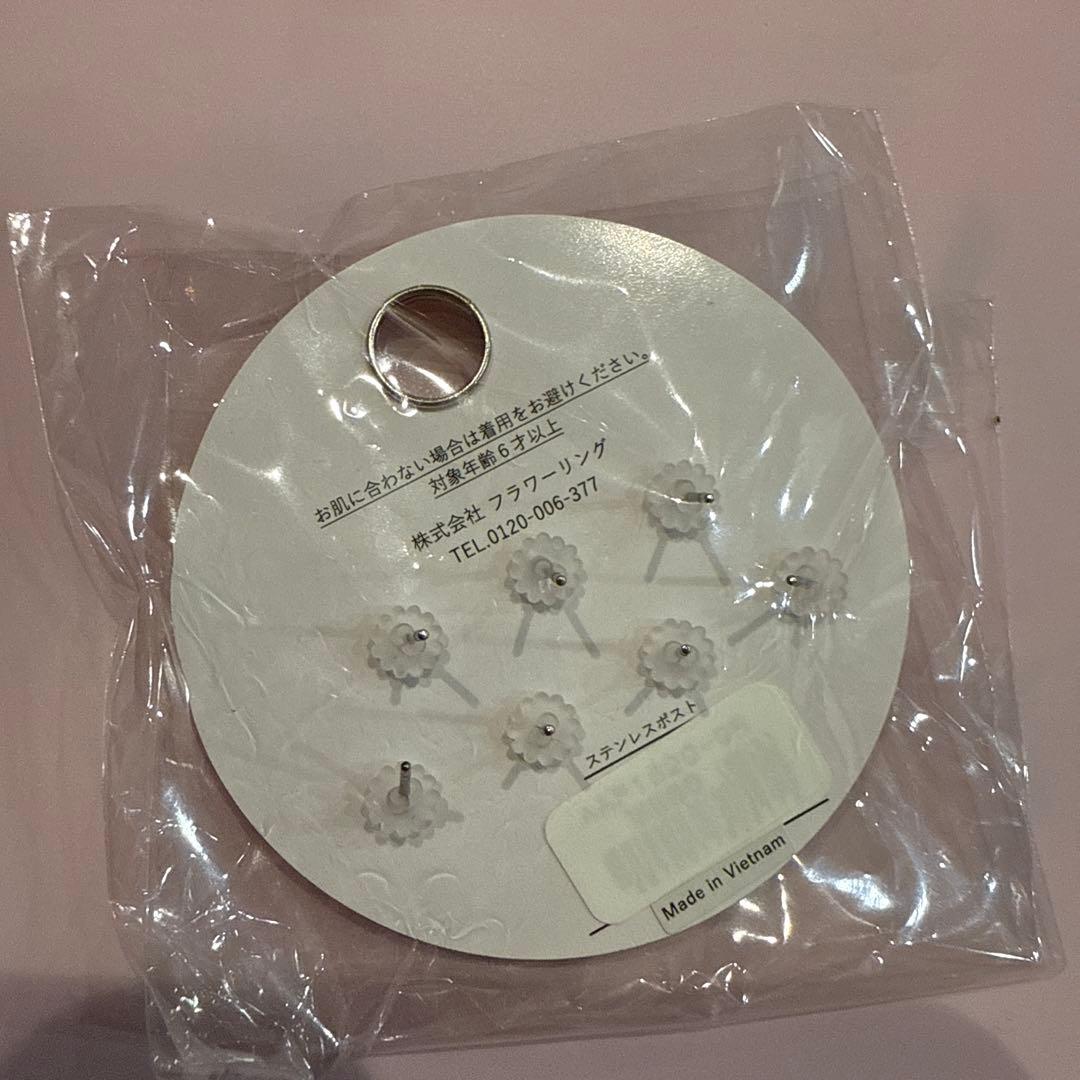 お肌に合わない場合は着用をお避けください。
対象年齢6才以上
株式会社 フラワーリング
TEL.0120-006-377
ステンレスポスト
Made in Vietnam